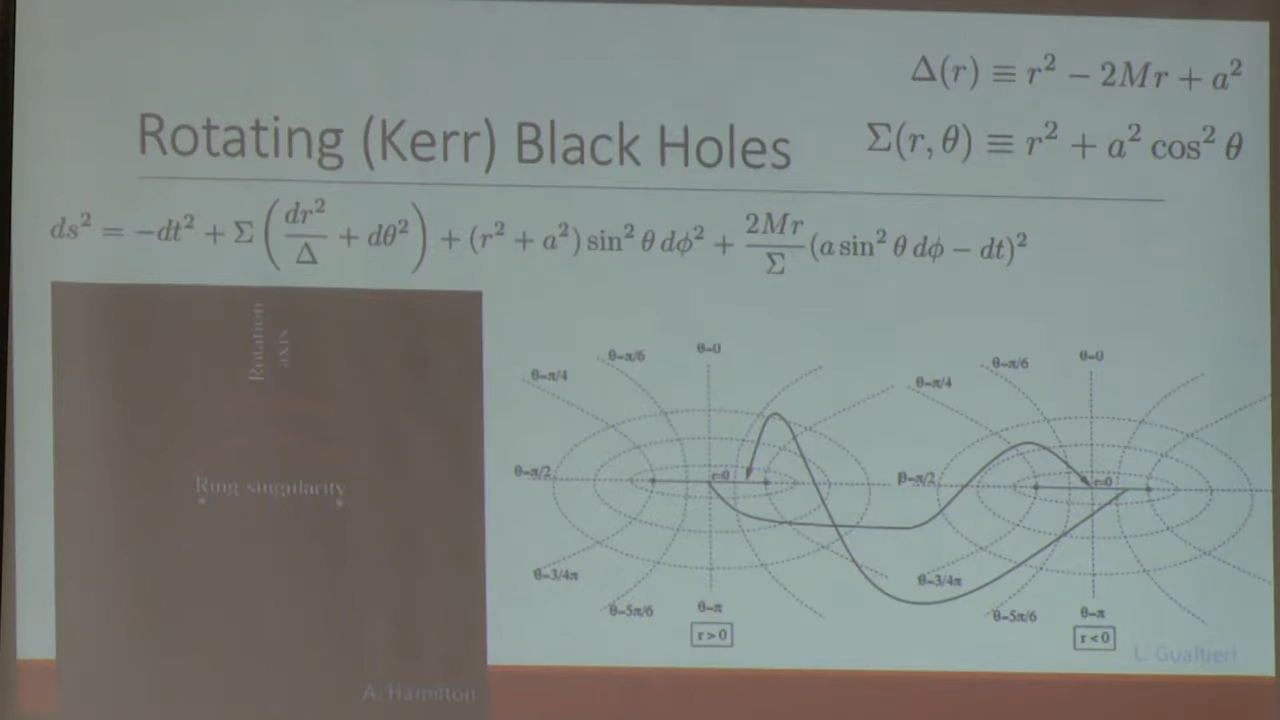 Δ(r) ≡ r² − 2Mr + a²
Rotating (Kerr) Black Holes
Σ(r, θ) ≡ r² + a² cos² θ
ds² = −dt² + Σ (dr²/Δ + dθ²) + (r² + a²) sin² θ dϕ² + 2Mr/Σ (a sin² θ dϕ − dt)²
Rotation
axis
Ring singularity
A. Hamilton
θ=0
θ=π/6
θ=π/4
θ=π/2
r=0
θ=3/4π
θ=5π/6
θ=π
r > 0
θ=0
θ=π/6
θ=π/4
θ=π/2
r=0
θ=3/4π
θ=5π/6
θ=π
r < 0
L. Gualtieri